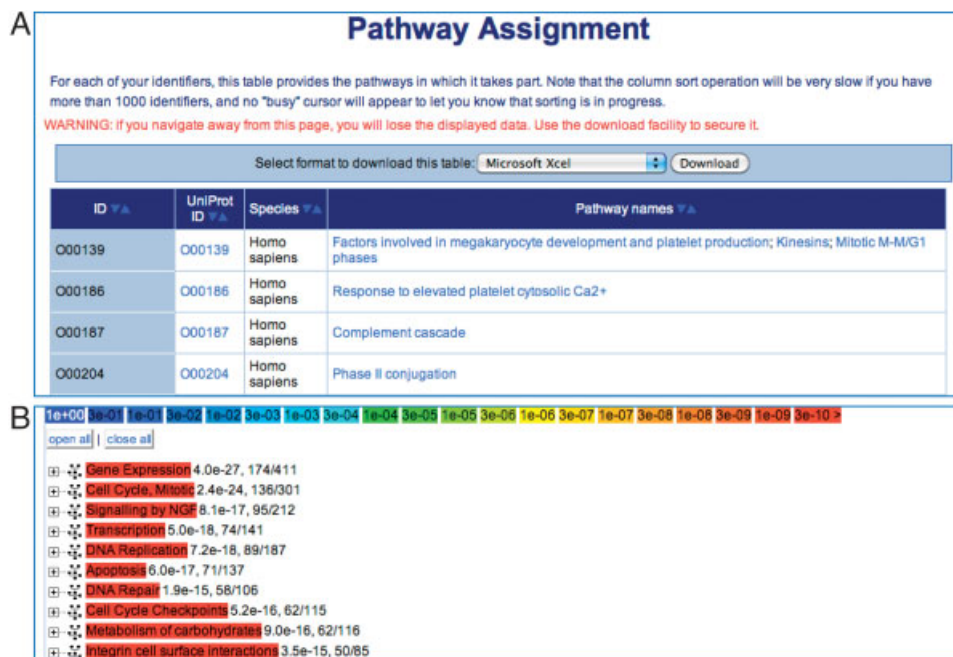 A
Pathway Assignment
For each of your identifiers, this table provides the pathways in which it takes part. Note that the column sort operation will be very slow if you have
more than 1000 identifiers, and no "busy" cursor will appear to let you know that sorting is in progress.
WARNING: if you navigate away from this page, you will lose the displayed data. Use the download facility to secure it.
Select format to download this table: Microsoft Xcel Download
ID UniProt ID Species Pathway names
O00139 O00139 Homo sapiens Factors involved in megakaryocyte development and platelet production; Kinesins; Mitotic M-M/G1
phases
O00186 O00186 Homo sapiens Response to elevated platelet cytosolic Ca2+
O00187 O00187 Homo sapiens Complement cascade
O00204 O00204 Homo sapiens Phase II conjugation
B
1e+00 3e-01 1e-01 3e-02 1e-02 3e-03 1e-03 3e-04 1e-04 3e-05 1e-05 3e-06 1e-06 3e-07 1e-07 3e-08 1e-08 3e-09 1e-09 3e-10 >
open all | close all
Gene Expression 4.0e-27, 174/411
Cell Cycle, Mitotic 2.4e-24, 136/301
Signalling by NGF 8.1e-17, 95/212
Transcription 5.0e-18, 74/141
DNA Replication 7.2e-18, 89/187
Apoptosis 6.0e-17, 71/137
DNA Repair 1.9e-15, 58/106
Cell Cycle Checkpoints 5.2e-16, 62/115
Metabolism of carbohydrates 9.0e-16, 62/116
Integrin cell surface interactions 3.5e-15, 50/85